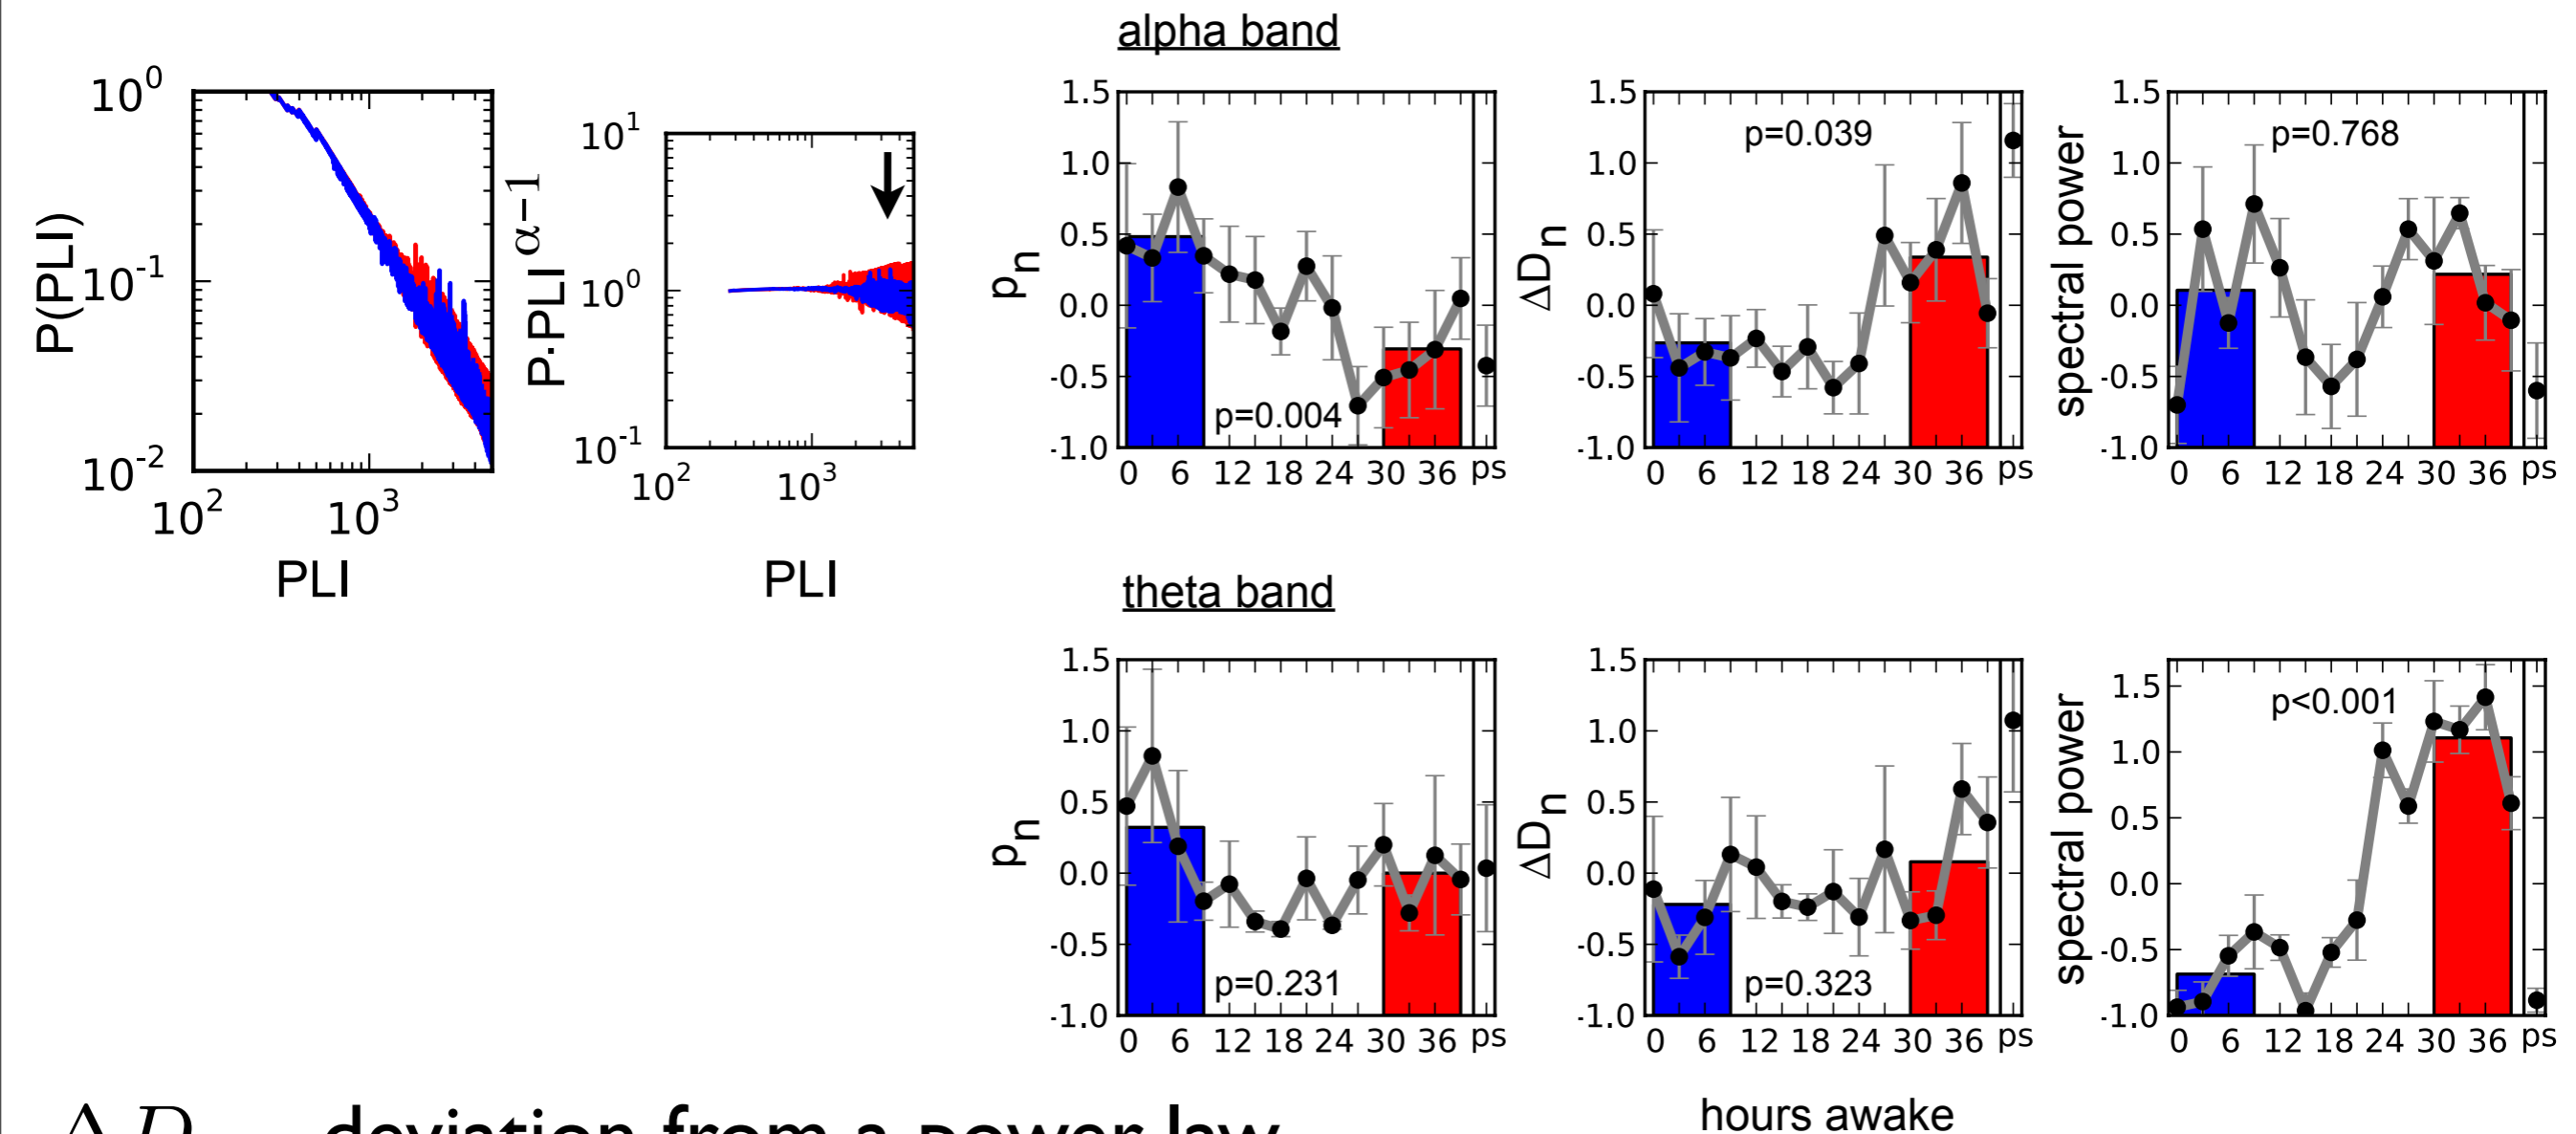 alpha band
10^0
10^-1
10^-2
P(PLI)
10^2 10^3
PLI
10^1
10^0
10^-1
P·PLI^α−1
10^2 10^3
PLI
1.5
1.0
0.5
0.0
-0.5
-1.0
p_n
p=0.004
0 6 12 18 24 30 36 ps
1.5
1.0
0.5
0.0
-0.5
-1.0
ΔD_n
p=0.039
0 6 12 18 24 30 36 ps
1.5
1.0
0.5
0.0
-0.5
-1.0
spectral power
p=0.768
0 6 12 18 24 30 36 ps
theta band
1.5
1.0
0.5
0.0
-0.5
-1.0
p_n
p=0.231
0 6 12 18 24 30 36 ps
1.5
1.0
0.5
0.0
-0.5
-1.0
ΔD_n
p=0.323
0 6 12 18 24 30 36 ps
1.5
1.0
0.5
0.0
-0.5
-1.0
spectral power
p<0.001
0 6 12 18 24 30 36 ps
hours awake
ΔD deviation from a power law